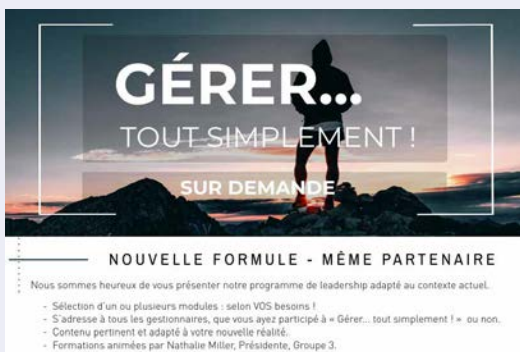 GÉRER...
TOUT SIMPLEMENT !
SUR DEMANDE
NOUVELLE FORMULE - MÊME PARTENAIRE
Nous sommes heureux de vous présenter notre programme de leadership adapté au contexte actuel.
- Sélection d'un ou plusieurs modules : selon VOS besoins !
- S'adresse à tous les gestionnaires, que vous ayez participé à « Gérer... tout simplement ! » ou non.
- Contenu pertinent et adapté à votre nouvelle réalité.
- Formations animées par Nathalie Miller, Présidente, Groupe 3.